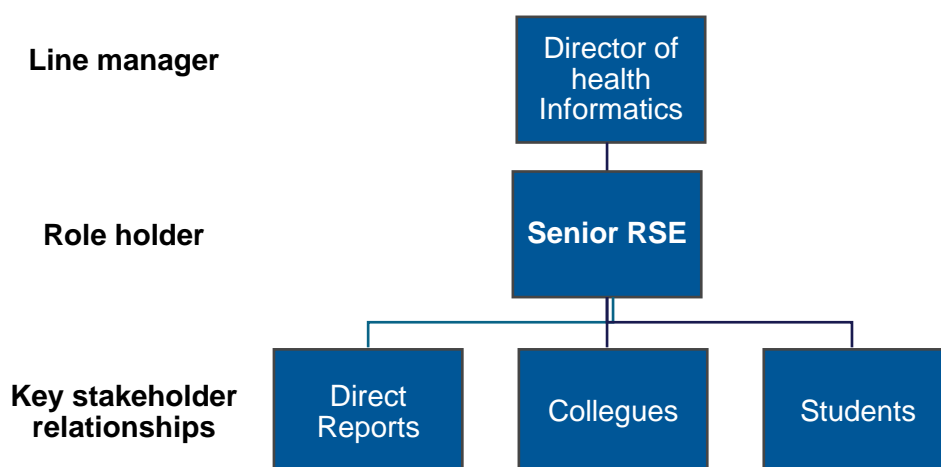 Line manager
Director of
health
Informatics
Role holder
Senior RSE
Key stakeholder
relationships
Direct
Reports
Collegues
Students